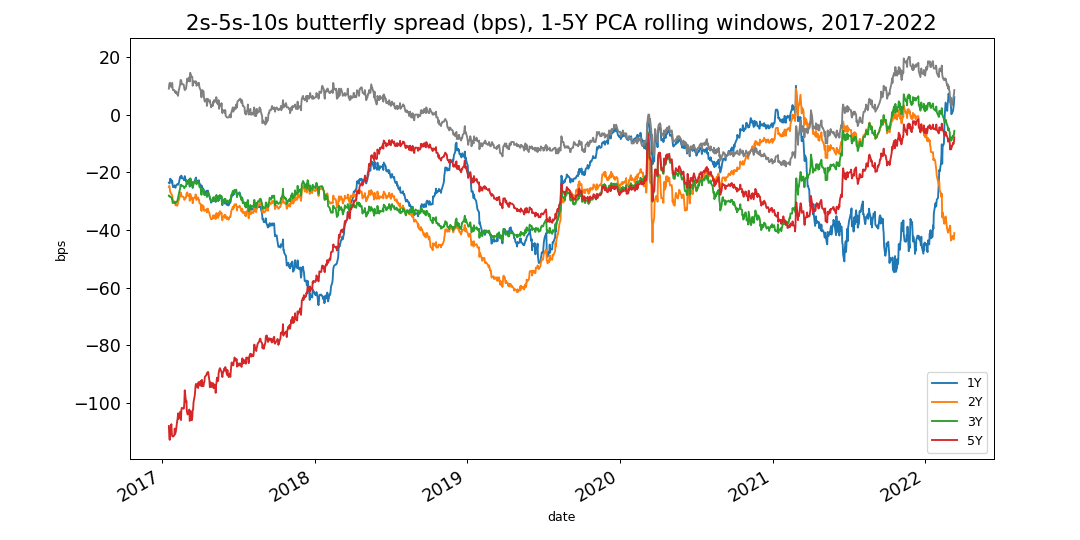 2s-5s-10s butterfly spread (bps), 1-5Y PCA rolling windows, 2017-2022
20
0
−20
−40
−60
−80
−100
bps
1Y
2Y
3Y
5Y
2017
2018
2019
2020
2021
2022
date